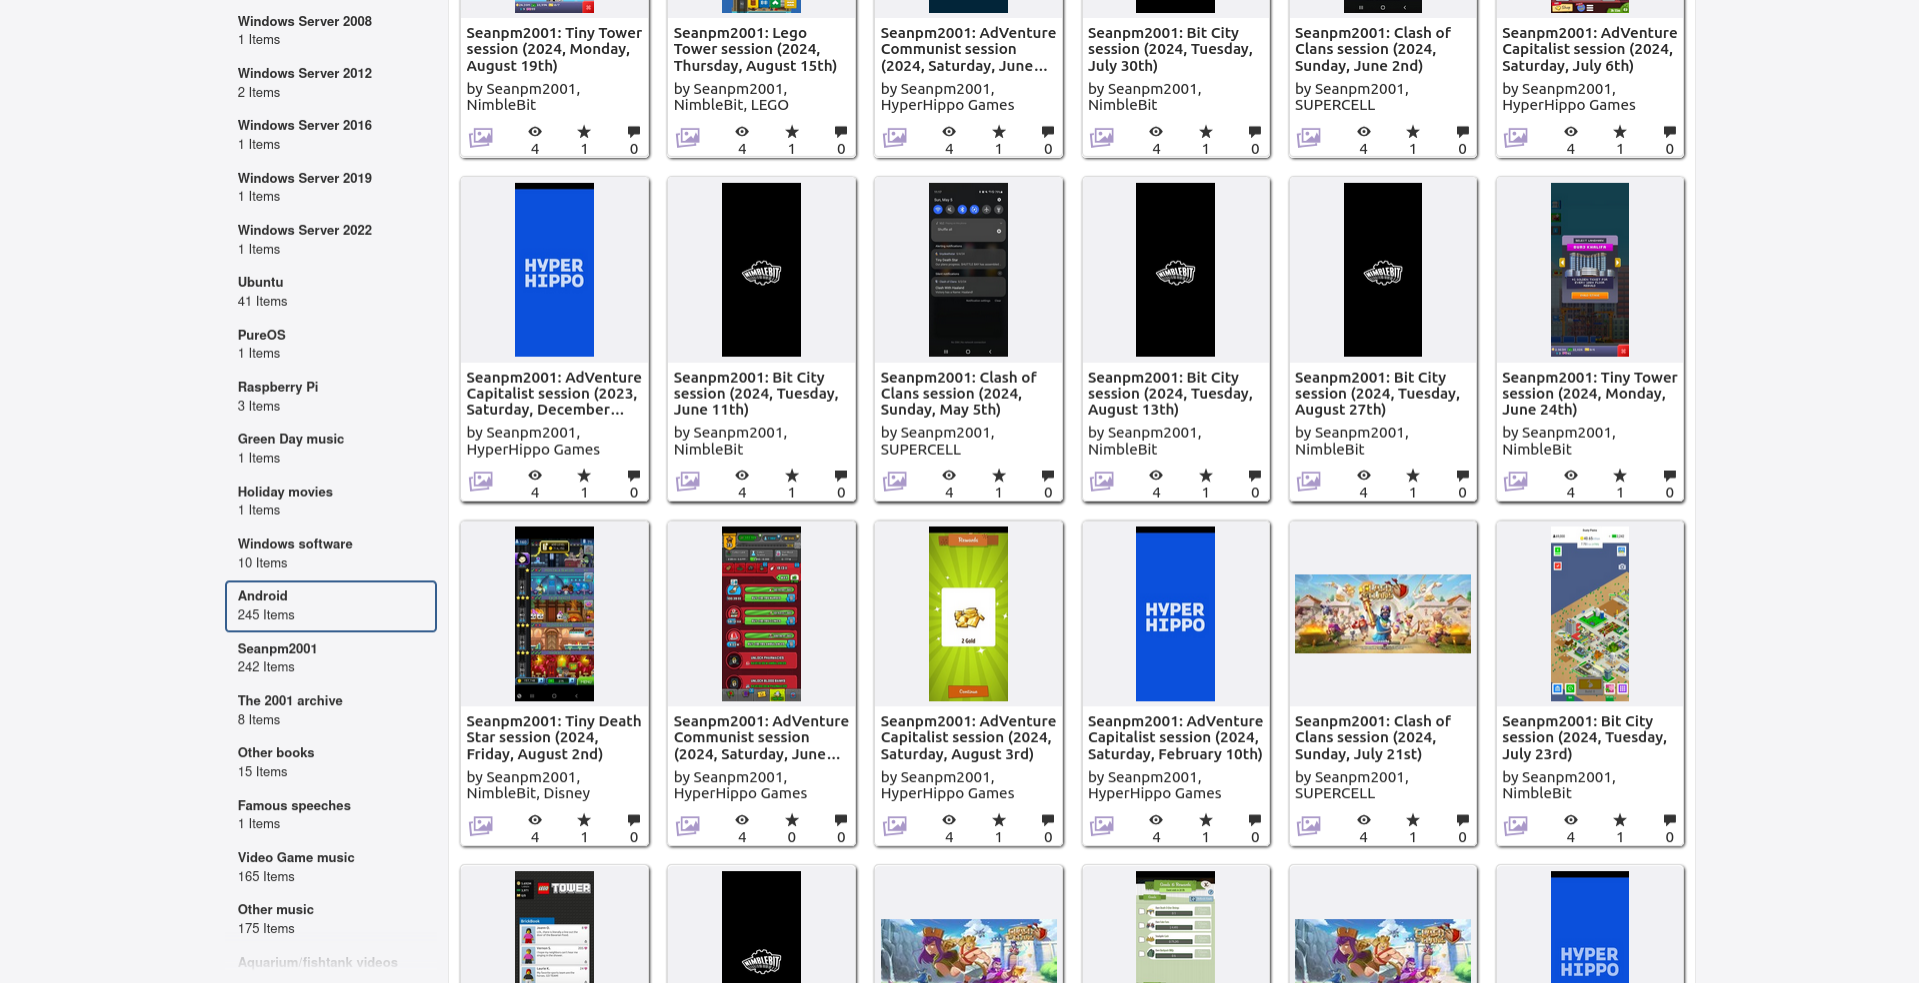 Windows Server 2008
1 Items
Windows Server 2012
2 Items
Windows Server 2016
1 Items
Windows Server 2019
1 Items
Windows Server 2022
1 Items
Ubuntu
41 Items
PureOS
1 Items
Raspberry Pi
3 Items
Green Day music
1 Items
Holiday movies
1 Items
Windows software
10 Items
Android
245 Items
Seanpm2001
242 Items
The 2001 archive
8 Items
Other books
15 Items
Famous speeches
1 Items
Video Game music
165 Items
Other music
175 Items
Aquarium/fishtank videos
Seanpm2001: Tiny Tower
session (2024, Monday,
August 19th)
by Seanpm2001,
NimbleBit
4 1 0
Seanpm2001: Lego
Tower session (2024,
Thursday, August 15th)
by Seanpm2001,
NimbleBit, LEGO
4 1 0
Seanpm2001: AdVenture
Communist session
(2024, Saturday, June...
by Seanpm2001,
HyperHippo Games
4 1 0
Seanpm2001: Bit City
session (2024, Tuesday,
July 30th)
by Seanpm2001,
NimbleBit
4 1 0
Seanpm2001: Clash of
Clans session (2024,
Sunday, June 2nd)
by Seanpm2001,
SUPERCELL
4 1 0
Seanpm2001: AdVenture
Capitalist session (2024,
Saturday, July 6th)
by Seanpm2001,
HyperHippo Games
4 1 0
HYPER
HIPPO
Seanpm2001: AdVenture
Capitalist session (2023,
Saturday, December...
by Seanpm2001,
HyperHippo Games
4 1 0
NIMBLEBIT
Seanpm2001: Bit City
session (2024, Tuesday,
June 11th)
by Seanpm2001,
NimbleBit
4 1 0
Seanpm2001: Clash of
Clans session (2024,
Sunday, May 5th)
by Seanpm2001,
SUPERCELL
4 1 0
NIMBLEBIT
Seanpm2001: Bit City
session (2024, Tuesday,
August 13th)
by Seanpm2001,
NimbleBit
4 1 0
NIMBLEBIT
Seanpm2001: Bit City
session (2024, Tuesday,
August 27th)
by Seanpm2001,
NimbleBit
4 1 0
Seanpm2001: Tiny Tower
session (2024, Monday,
June 24th)
by Seanpm2001,
NimbleBit
4 1 0
Seanpm2001: Tiny Death
Star session (2024,
Friday, August 2nd)
by Seanpm2001,
NimbleBit, Disney
4 1 0
Seanpm2001: AdVenture
Communist session
(2024, Saturday, June...
by Seanpm2001,
HyperHippo Games
4 0 0
Rewards
2 Gold
Continue
Seanpm2001: AdVenture
Capitalist session (2024,
Saturday, August 3rd)
by Seanpm2001,
HyperHippo Games
4 1 0
HYPER
HIPPO
Seanpm2001: AdVenture
Capitalist session (2024,
Saturday, February 10th)
by Seanpm2001,
HyperHippo Games
4 1 0
Seanpm2001: Clash of
Clans session (2024,
Sunday, July 21st)
by Seanpm2001,
SUPERCELL
4 1 0
Seanpm2001: Bit City
session (2024, Tuesday,
July 23rd)
by Seanpm2001,
NimbleBit
4 1 0
LEGO TOWER
NIMBLEBIT
HYPER
HIPPO